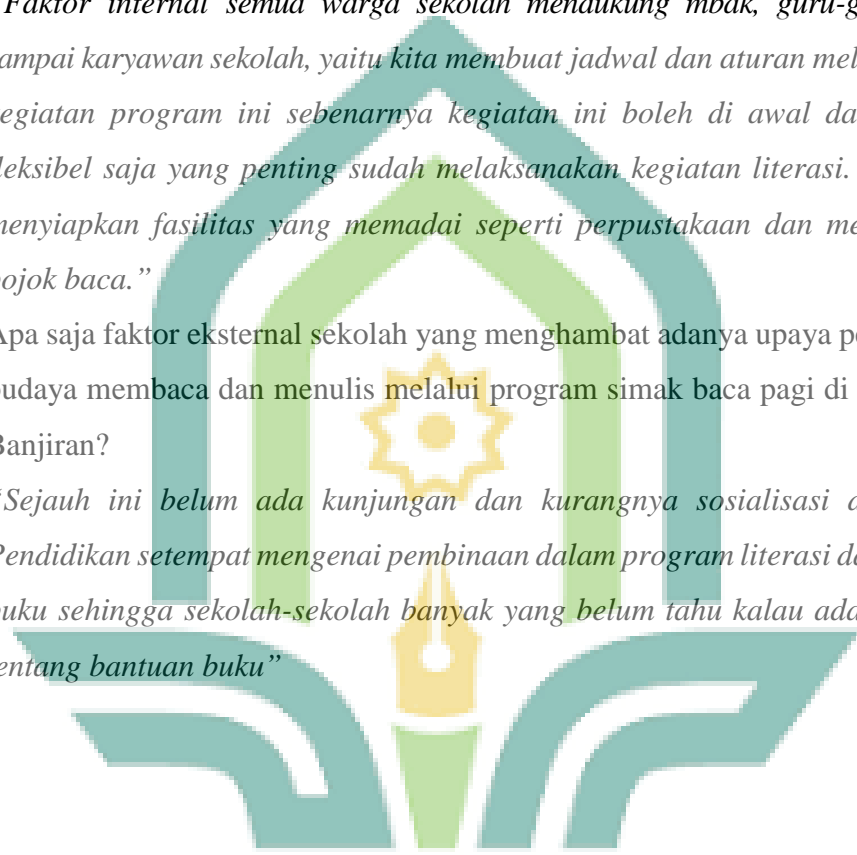 Faktor internal semua warga sekolah mendukung mbak, guru-g
ampai karyawan sekolah, yaitu kita membuat jadwal dan aturan mel
egiatan program ini sebenarnya kegiatan ini boleh di awal da
leksibel saja yang penting sudah melaksanakan kegiatan literasi.
menyiapkan fasilitas yang memadai seperti perpustakaan dan me
pojok baca.”
Apa saja faktor eksternal sekolah yang menghambat adanya upaya pe
budaya membaca dan menulis melalui program simak baca pagi di
Banjiran?
“Sejauh ini belum ada kunjungan dan kurangnya sosialisasi d
Pendidikan setempat mengenai pembinaan dalam program literasi da
buku sehingga sekolah-sekolah banyak yang belum tahu kalau ada
entang bantuan buku”